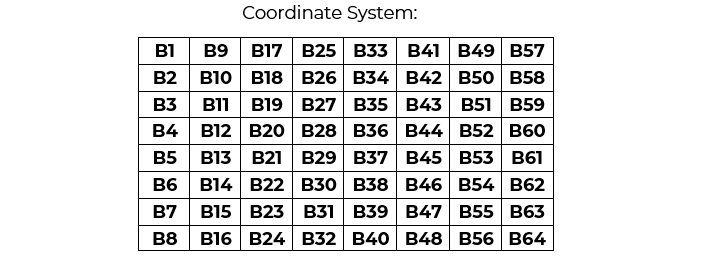 Coordinate System:
B1 B9 B17 B25 B33 B41 B49 B57
B2 B10 B18 B26 B34 B42 B50 B58
B3 B11 B19 B27 B35 B43 B51 B59
B4 B12 B20 B28 B36 B44 B52 B60
B5 B13 B21 B29 B37 B45 B53 B61
B6 B14 B22 B30 B38 B46 B54 B62
B7 B15 B23 B31 B39 B47 B55 B63
B8 B16 B24 B32 B40 B48 B56 B64